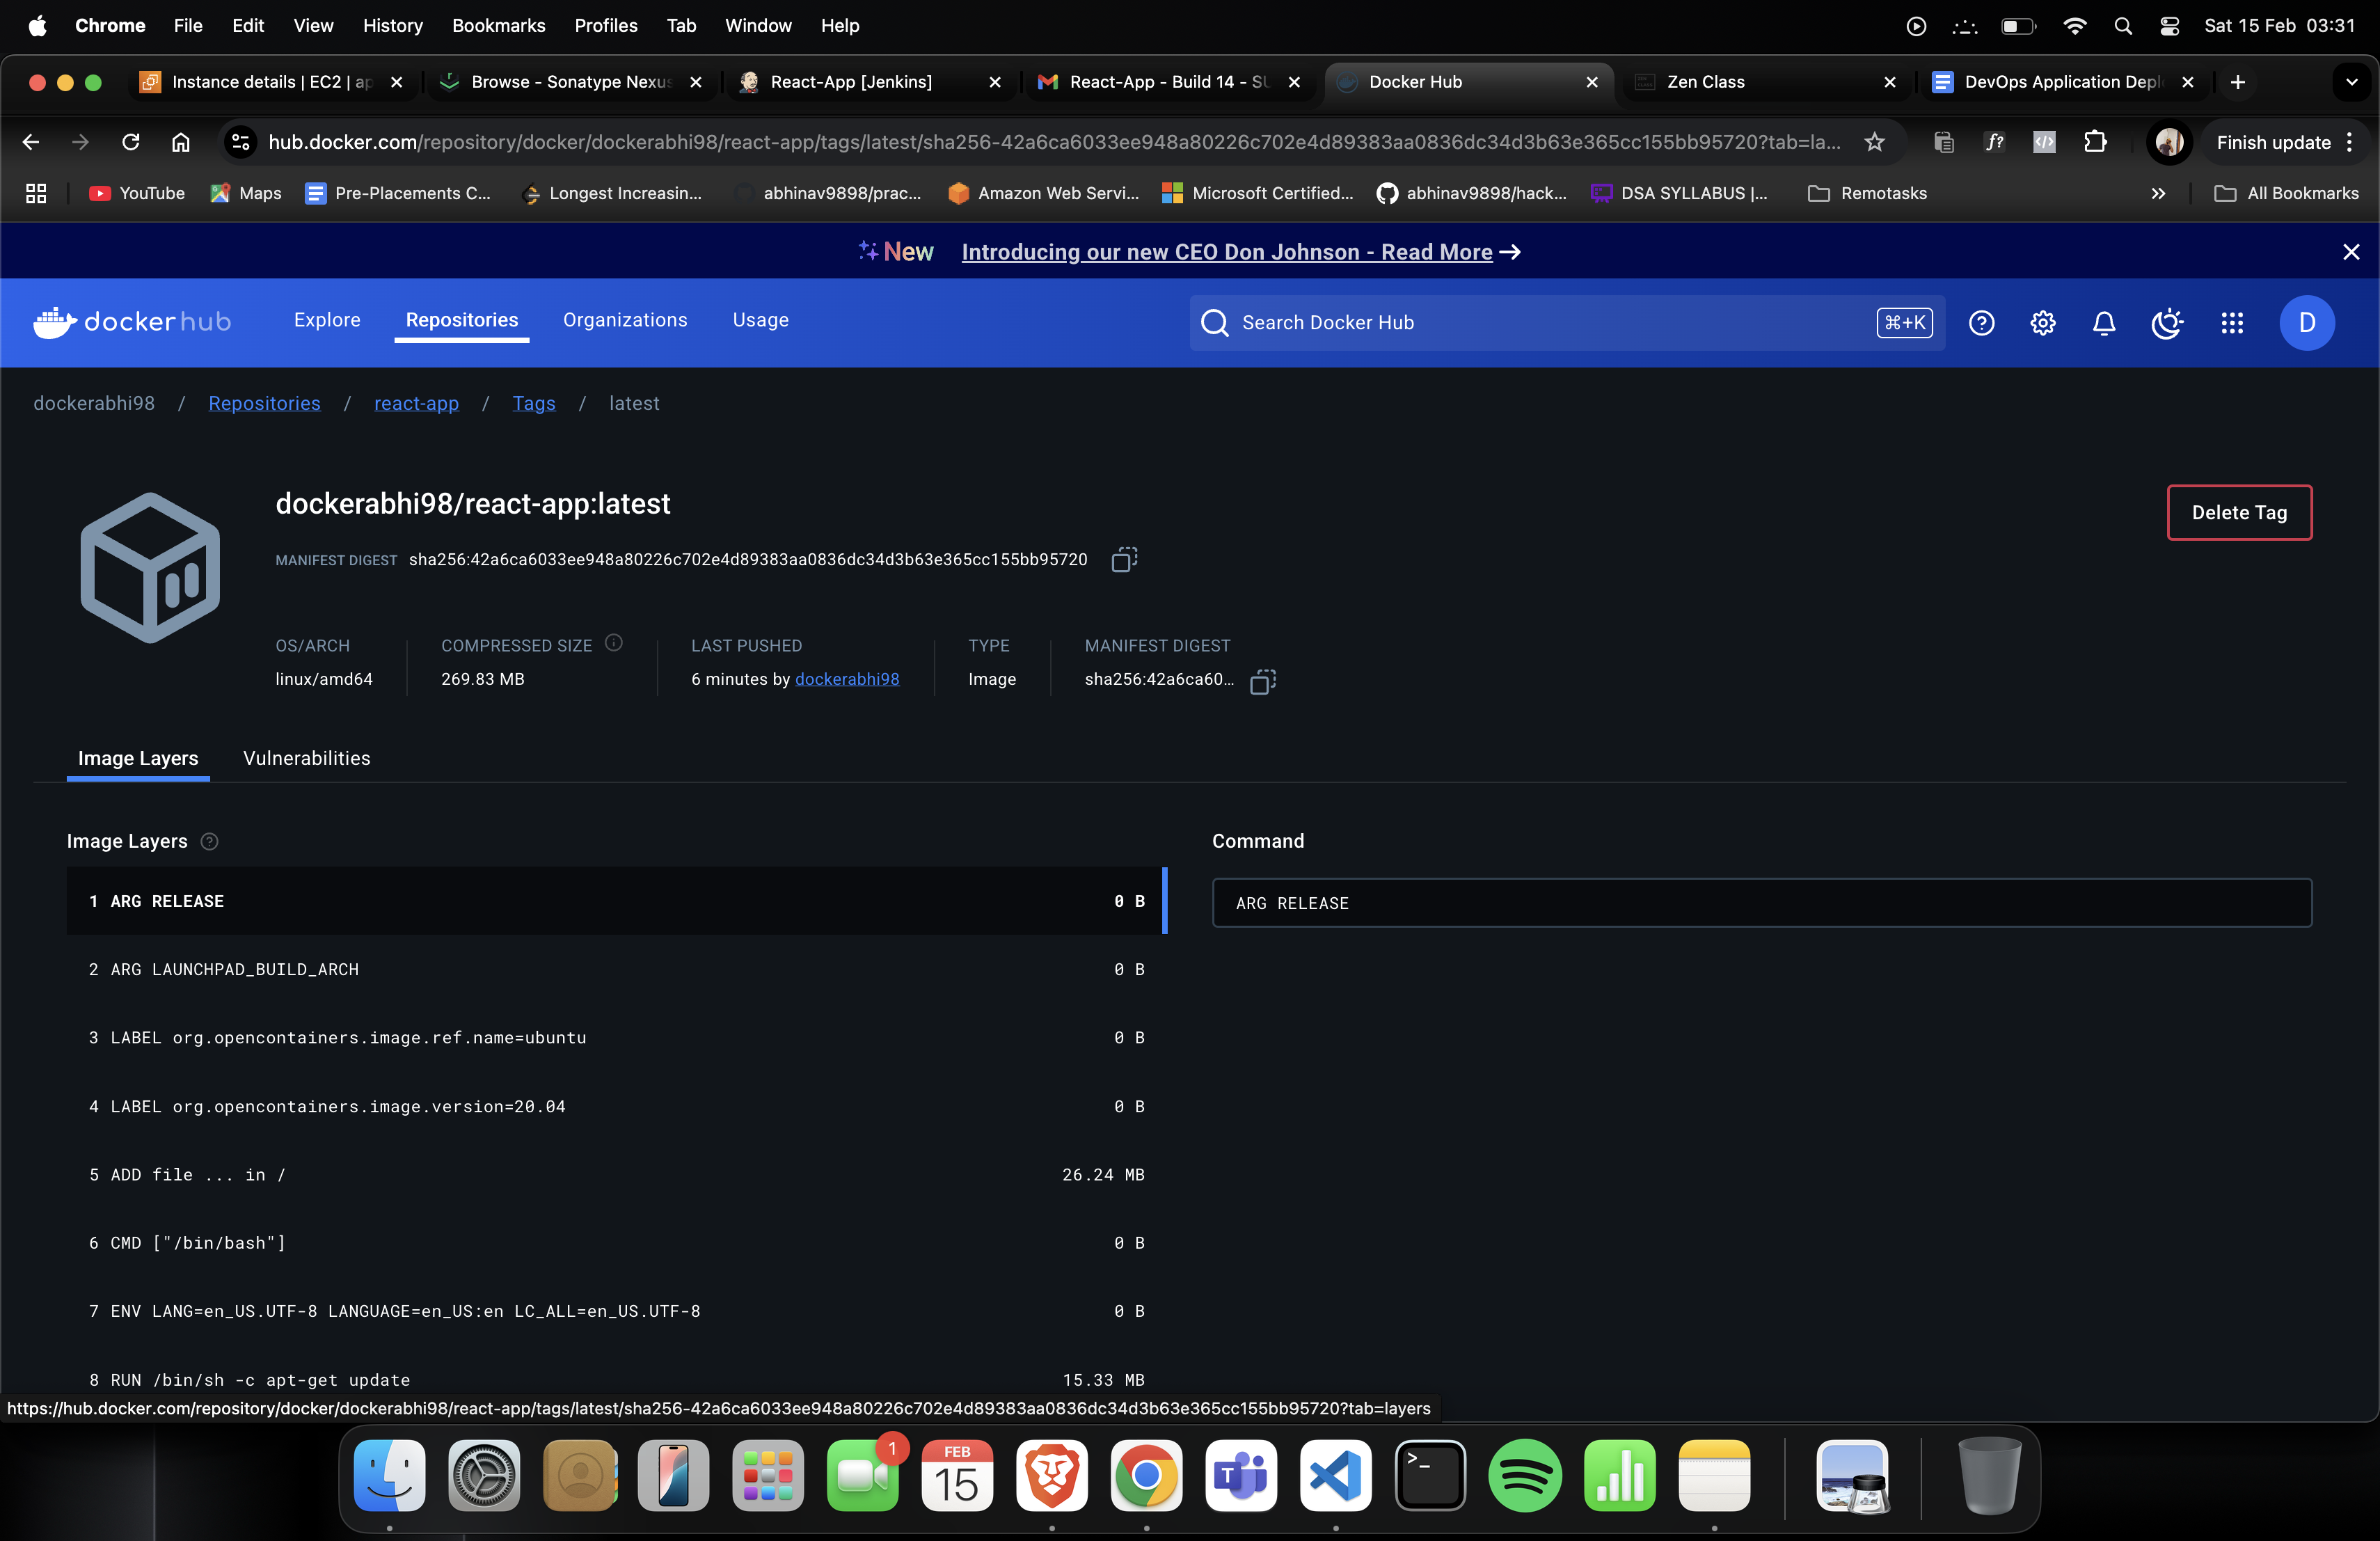 Chrome File Edit View History Bookmarks Profiles Tab Window Help Sat 15 Feb 03:31
Instance details | EC2 | ap Browse - Sonatype Nexus React-App [Jenkins] React-App - Build 14 - SU Docker Hub Zen Class DevOps Application Depl
hub.docker.com/repository/docker/dockerabhi98/react-app/tags/latest/sha256-42a6ca6033ee948a80226c702e4d89383aa0836dc34d3b63e365cc155bb95720?tab=la... Finish update
YouTube Maps Pre-Placements C... Longest Increasin... abhinav9898/prac... Amazon Web Servi... Microsoft Certified... abhinav9898/hack... DSA SYLLABUS |... Remotasks » All Bookmarks
New Introducing our new CEO Don Johnson - Read More →
dockerhub Explore Repositories Organizations Usage Search Docker Hub ⌘+K D
dockerabhi98 / Repositories / react-app / Tags / latest
dockerabhi98/react-app:latest
Delete Tag
MANIFEST DIGEST sha256:42a6ca6033ee948a80226c702e4d89383aa0836dc34d3b63e365cc155bb95720
OS/ARCH COMPRESSED SIZE LAST PUSHED TYPE MANIFEST DIGEST
linux/amd64 269.83 MB 6 minutes by dockerabhi98 Image sha256:42a6ca60...
Image Layers Vulnerabilities
Image Layers Command
1 ARG RELEASE 0 B
ARG RELEASE
2 ARG LAUNCHPAD_BUILD_ARCH 0 B
3 LABEL org.opencontainers.image.ref.name=ubuntu 0 B
4 LABEL org.opencontainers.image.version=20.04 0 B
5 ADD file ... in / 26.24 MB
6 CMD ["/bin/bash"] 0 B
7 ENV LANG=en_US.UTF-8 LANGUAGE=en_US:en LC_ALL=en_US.UTF-8 0 B
8 RUN /bin/sh -c apt-get update 15.33 MB
https://hub.docker.com/repository/docker/dockerabhi98/react-app/tags/latest/sha256-42a6ca6033ee948a80226c702e4d89383aa0836dc34d3b63e365cc155bb95720?tab=layers
1
FEB
15